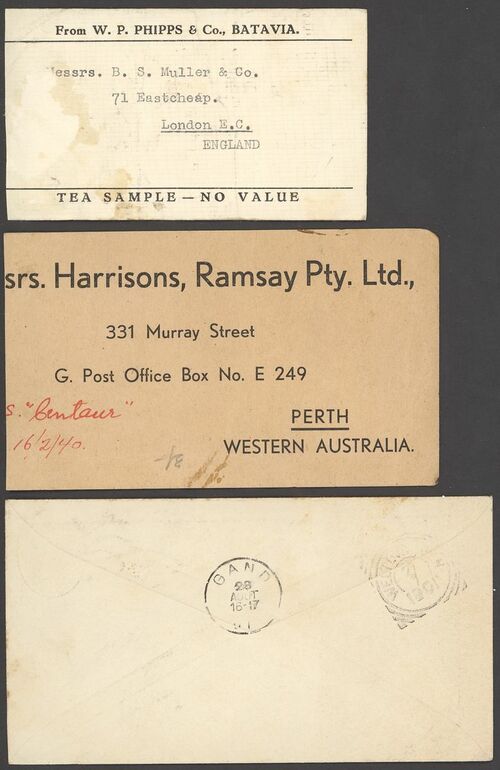 From W. P. PHIPPS & Co., BATAVIA.
essrs. B. S. Muller & Co.
71 Eastcheap.
London E.C.
ENGLAND
TEA SAMPLE — NO VALUE
srs. Harrisons, Ramsay Pty. Ltd.,
331 Murray Street
G. Post Office Box No. E 249
PERTH
WESTERN AUSTRALIA.
S. "Centaur"
16/2/40.
GAND
28
AOUT
16-17